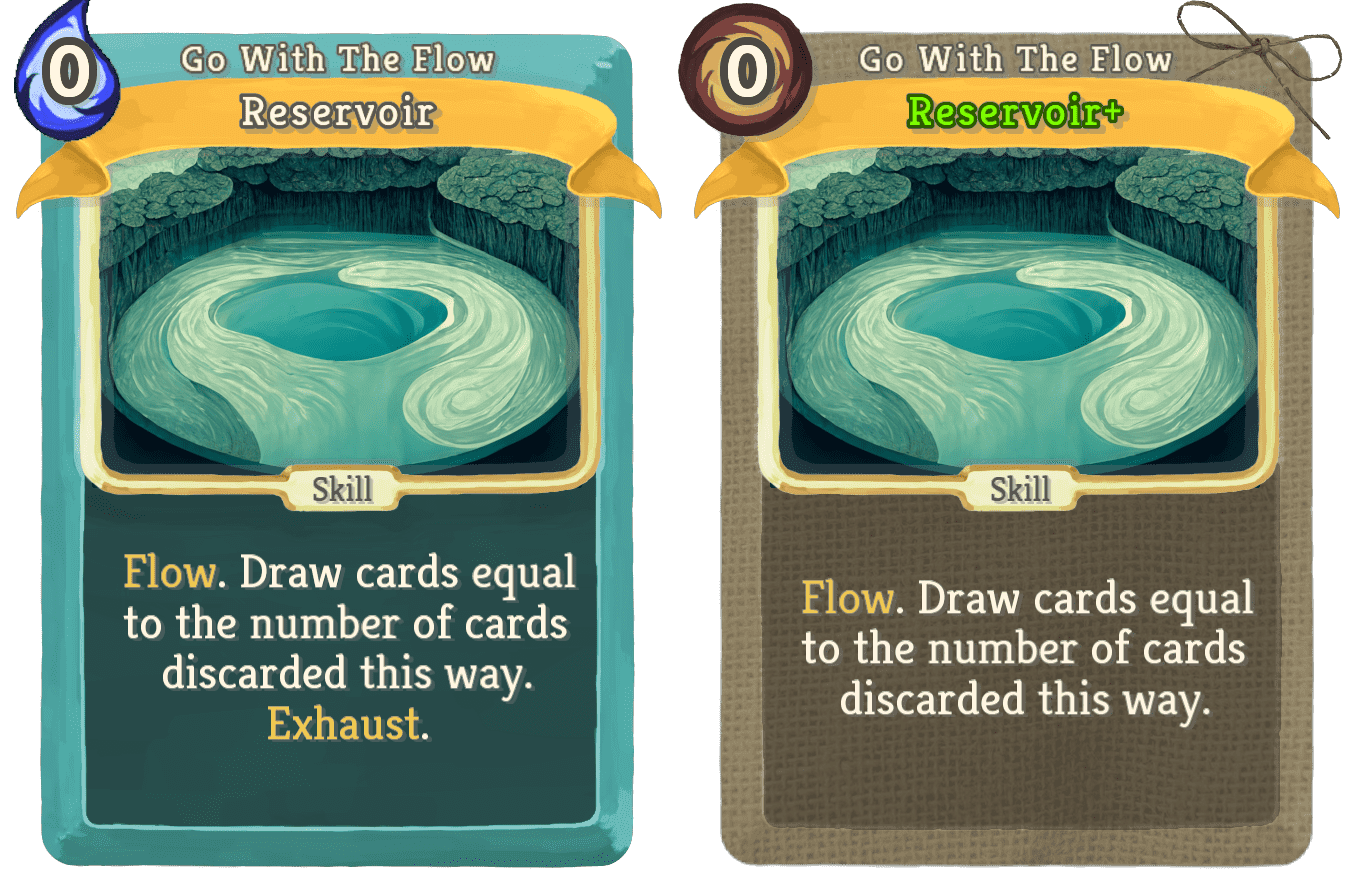 0
Go With The Flow
Reservoir
Skill
Flow. Draw cards equal
to the number of cards
discarded this way.
Exhaust.
0
Go With The Flow
Reservoir+
Skill
Flow. Draw cards equal
to the number of cards
discarded this way.